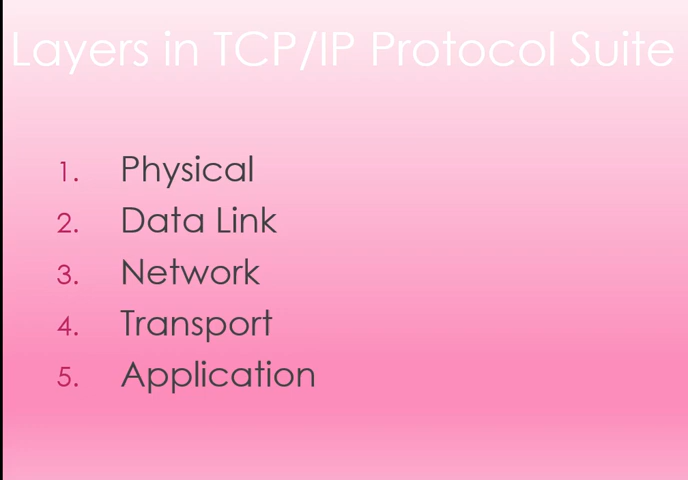 Layers in TCP/IP Protocol Suite
1. Physical
2. Data Link
3. Network
4. Transport
5. Application